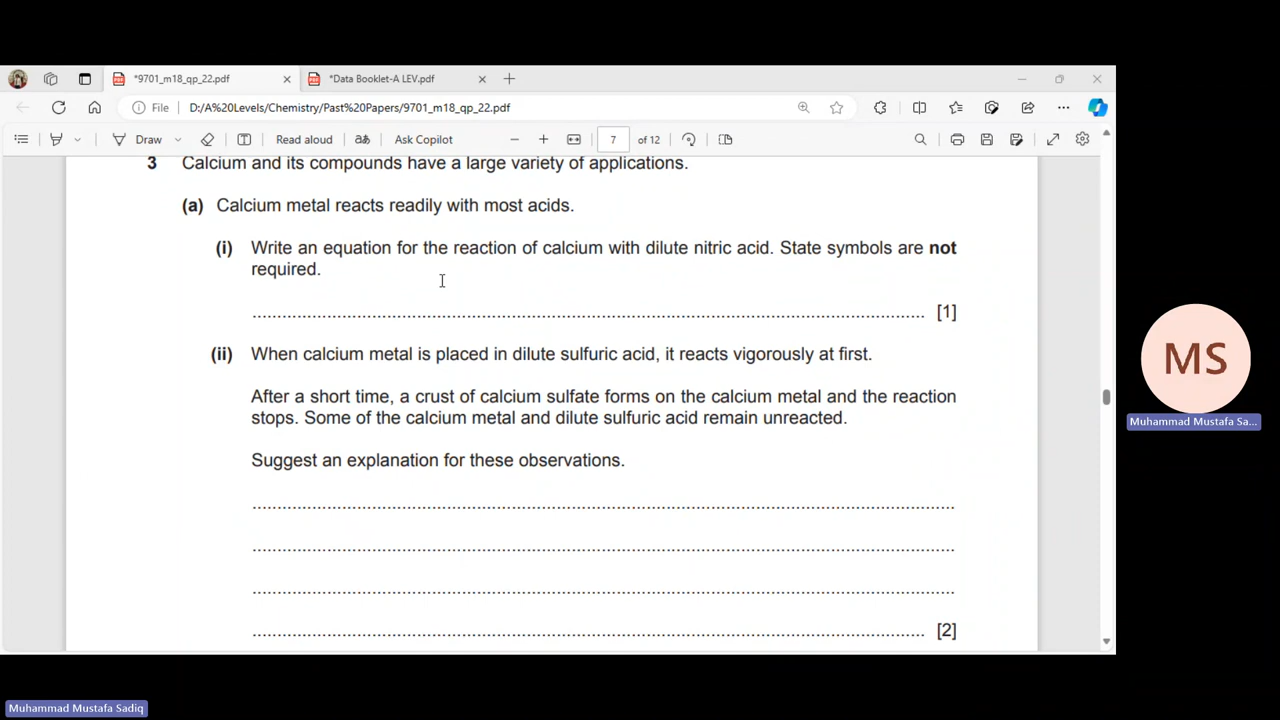 *9701_m18_qp_22.pdf
*Data Booklet-A LEV.pdf
File
D:/A%20Levels/Chemistry/Past%20Papers/9701_m18_qp_22.pdf
Draw
Read aloud
Ask Copilot
7 of 12
3 Calcium and its compounds have a large variety of applications.
(a) Calcium metal reacts readily with most acids.
(i) Write an equation for the reaction of calcium with dilute nitric acid. State symbols are not
required.
[1]
(ii) When calcium metal is placed in dilute sulfuric acid, it reacts vigorously at first.
After a short time, a crust of calcium sulfate forms on the calcium metal and the reaction
stops. Some of the calcium metal and dilute sulfuric acid remain unreacted.
Suggest an explanation for these observations.
[2]
MS
Muhammad Mustafa Sa...
Muhammad Mustafa Sadiq